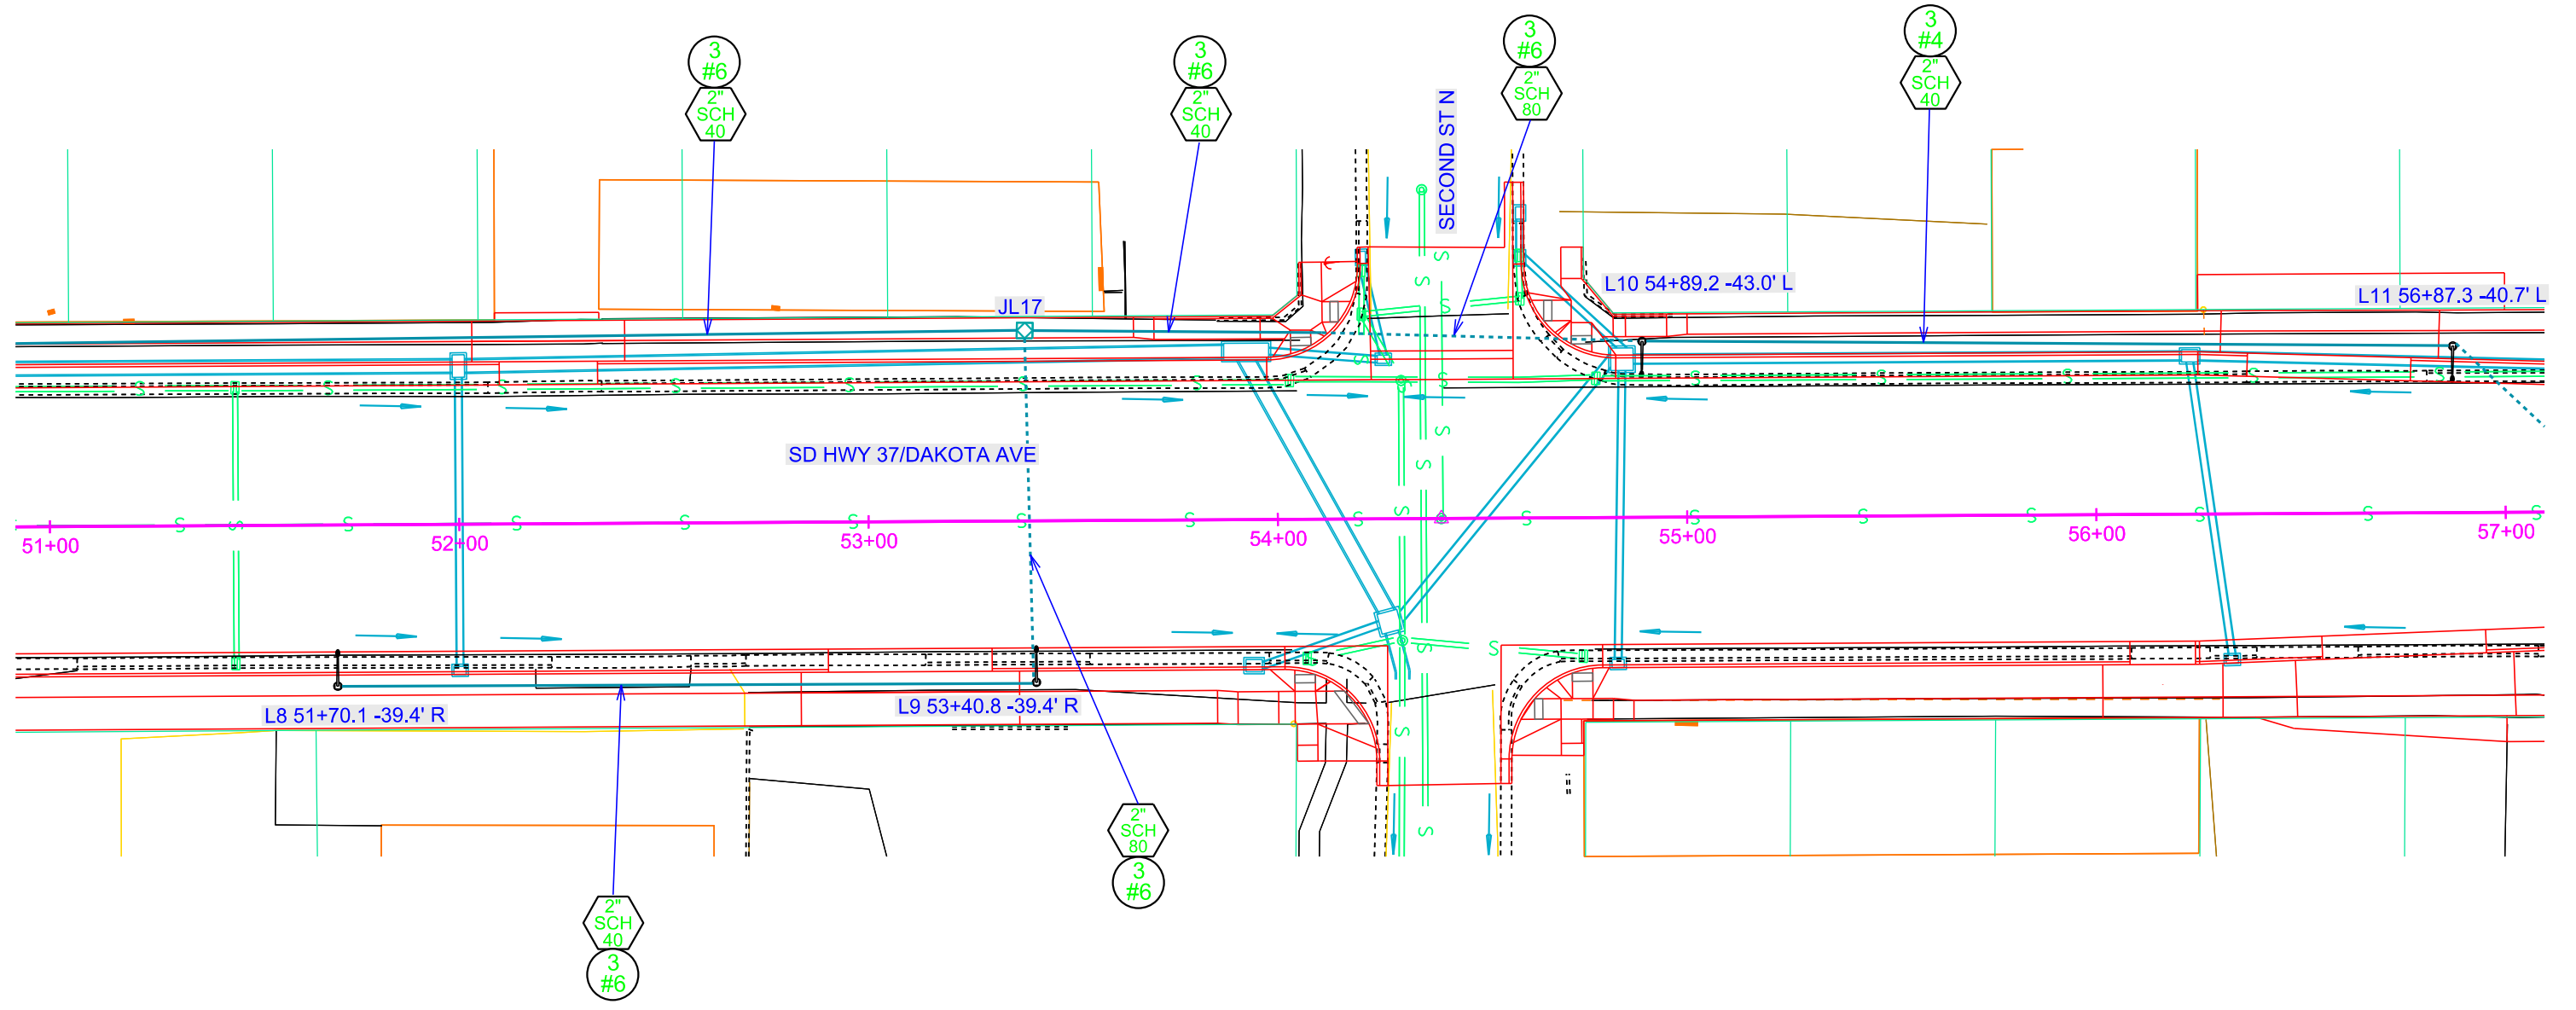 3
#6
2"
SCH
40
3
#6
2"
SCH
40
3
#6
2"
SCH
80
3
#4
2"
SCH
40
SECOND ST N
JL17
L10 54+89.2 -43.0' L
L11 56+87.3 -40.7' L
SD HWY 37/DAKOTA AVE
51+00
52+00
53+00
54+00
55+00
56+00
57+00
L8 51+70.1 -39.4' R
L9 53+40.8 -39.4' R
2"
SCH
80
3
#6
2"
SCH
40
3
#6